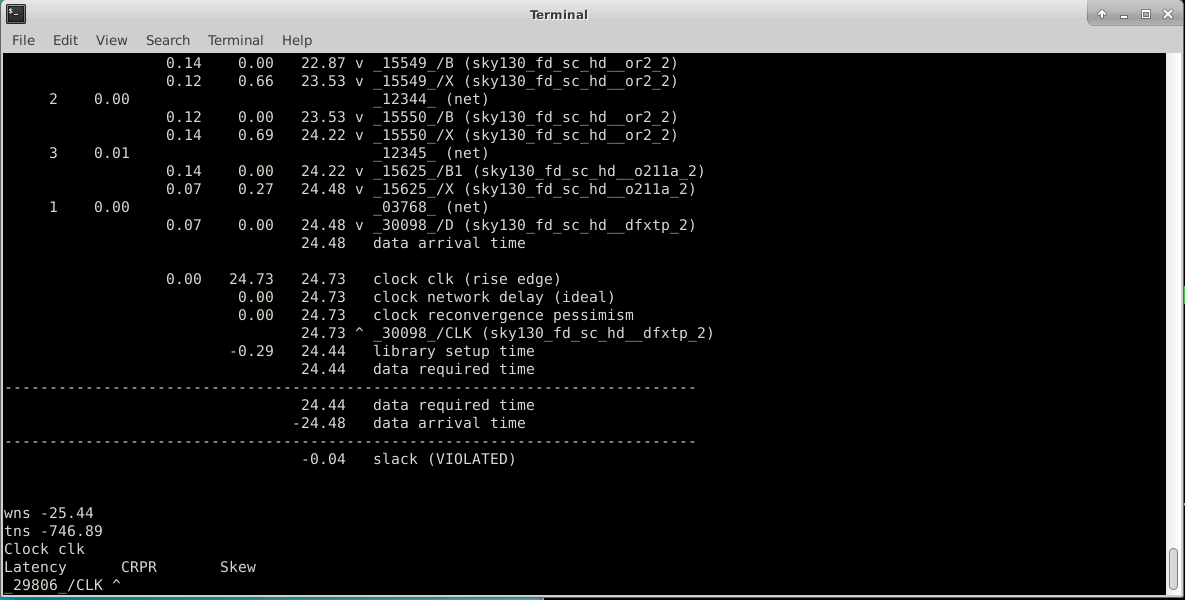 Terminal
File Edit View Search Terminal Help
0.14 0.00 22.87 v _15549_/B (sky130_fd_sc_hd__or2_2)
0.12 0.66 23.53 v _15549_/X (sky130_fd_sc_hd__or2_2)
2 0.00 _12344_ (net)
0.12 0.00 23.53 v _15550_/B (sky130_fd_sc_hd__or2_2)
0.14 0.69 24.22 v _15550_/X (sky130_fd_sc_hd__or2_2)
3 0.01 _12345_ (net)
0.14 0.00 24.22 v _15625_/B1 (sky130_fd_sc_hd__o211a_2)
0.07 0.27 24.48 v _15625_/X (sky130_fd_sc_hd__o211a_2)
1 0.00 _03768_ (net)
0.07 0.00 24.48 v _30098_/D (sky130_fd_sc_hd__dfxtp_2)
24.48 data arrival time
0.00 24.73 24.73 clock clk (rise edge)
0.00 24.73 clock network delay (ideal)
0.00 24.73 clock reconvergence pessimism
24.73 ^ _30098_/CLK (sky130_fd_sc_hd__dfxtp_2)
-0.29 24.44 library setup time
24.44 data required time
-----------------------------------------------------------------------------
24.44 data required time
-24.48 data arrival time
-----------------------------------------------------------------------------
-0.04 slack (VIOLATED)
wns -25.44
tns -746.89
Clock clk
Latency CRPR Skew
_29806_/CLK ^